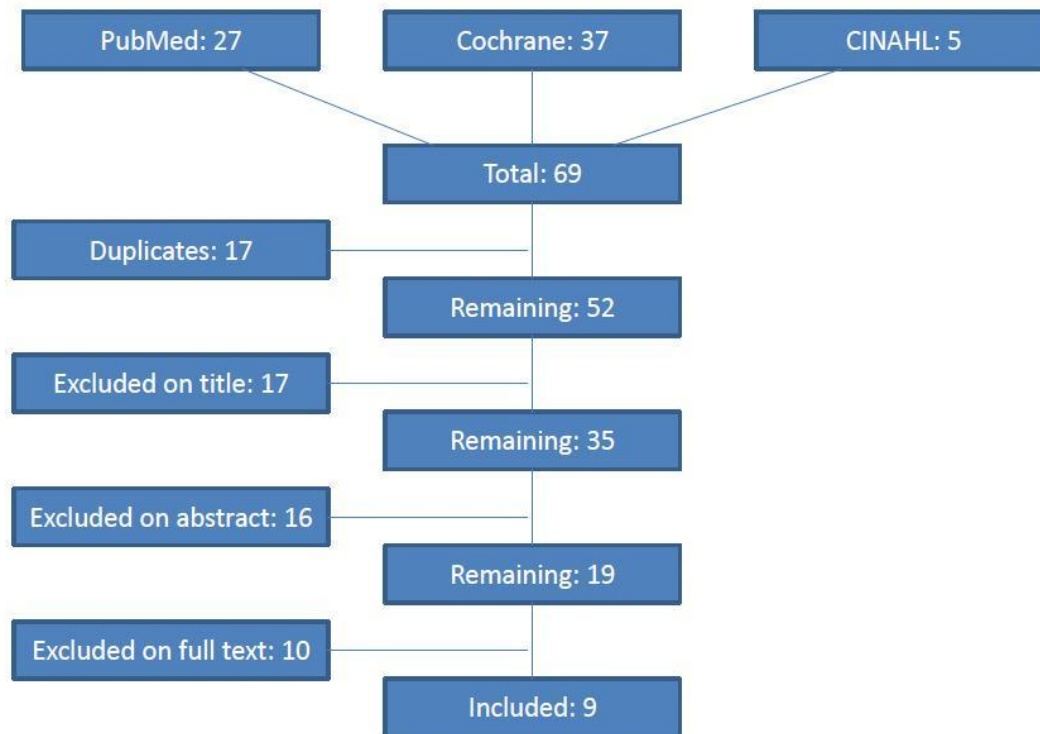 PubMed: 27
Cochrane: 37
CINAHL: 5
Total: 69
Duplicates: 17
Remaining: 52
Excluded on title: 17
Remaining: 35
Excluded on abstract: 16
Remaining: 19
Excluded on full text: 10
Included: 9